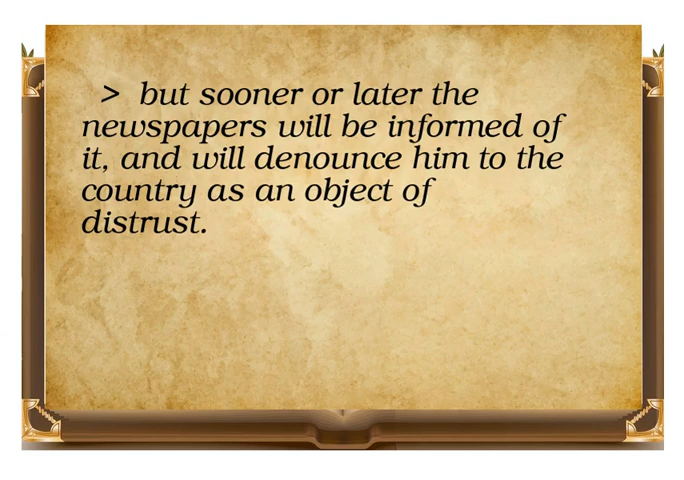 > but sooner or later the
newspapers will be informed of
it, and will denounce him to the
country as an object of
distrust.